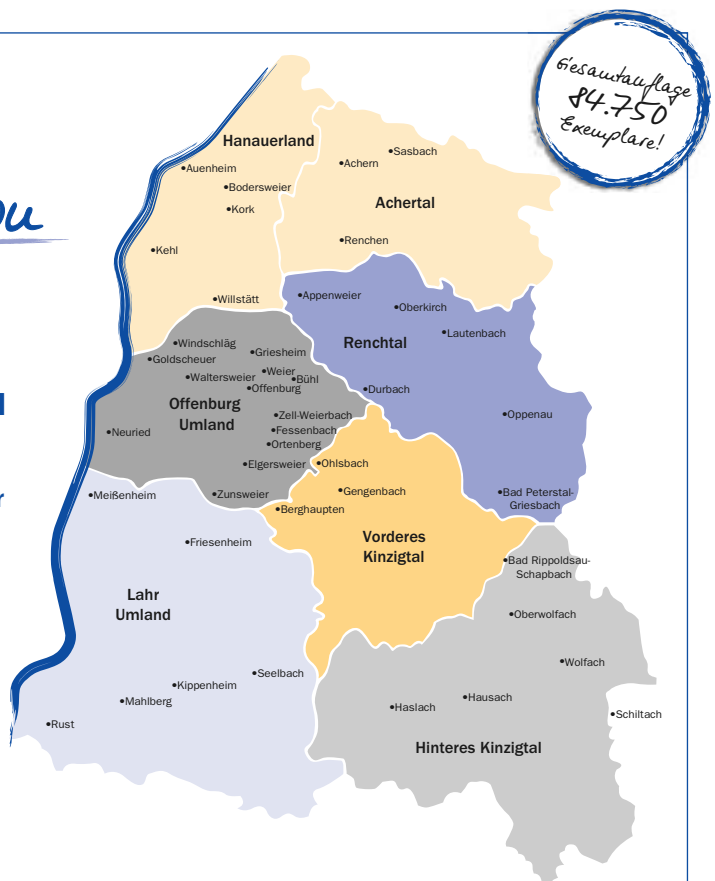 Gesamtauflage
84.750
Exemplare!
Hanauerland
Auenheim
Bodersweier
Kork
Kehl
Willstätt
Sasbach
Achern
Achertal
Renchen
Appenweier
Oberkirch
Lautenbach
Renchtal
Durbach
Oppenau
Bad Peterstal-
Griesbach
Windschläg
Goldscheuer
Griesheim
Weier
Waltersweier
Bühl
Offenburg
Offenburg
Umland
Zell-Weierbach
Neuried
Fessenbach
Ortenberg
Elgersweier
Zunsweier
Ohlsbach
Gengenbach
Berghaupten
Vorderes
Kinzigtal
Meißenheim
Friesenheim
Lahr
Umland
Seelbach
Kippenheim
Mahlberg
Rust
Bad Rippoldsau-
Schapbach
Oberwolfach
Wolfach
Hausach
Haslach
Schiltach
Hinteres Kinzigtal